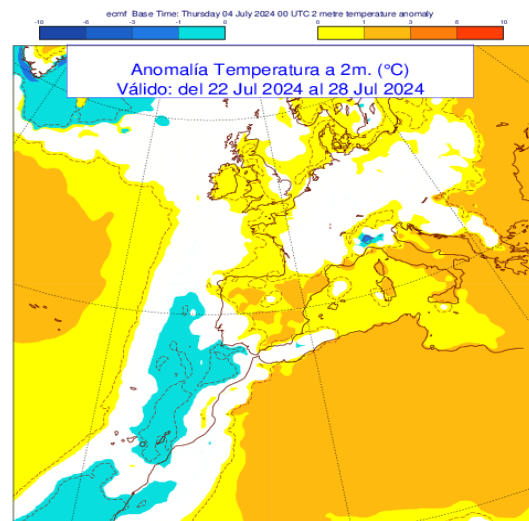 ecmf Base Time: Thursday 04 July 2024 00 UTC 2 metre temperature anomaly
-10 -6 -3 -1 0 0 1 3 6 10
Anomalía Temperatura a 2m. (°C)
Válido: del 22 Jul 2024 al 28 Jul 2024